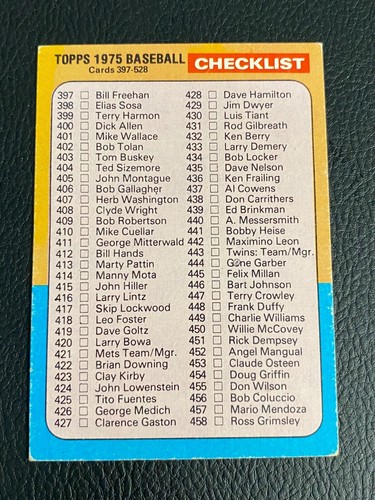 TOPPS 1975 BASEBALL
Cards 397-528
CHECKLIST
397 Bill Freehan
398 Elias Sosa
399 Terry Harmon
400 Dick Allen
401 Mike Wallace
402 Bob Tolan
403 Tom Buskey
404 Ted Sizemore
405 John Montague
406 Bob Gallagher
407 Herb Washington
408 Clyde Wright
409 Bob Robertson
410 Mike Cuellar
411 George Mitterwald
412 Bill Hands
413 Marty Pattin
414 Manny Mota
415 John Hiller
416 Larry Lintz
417 Skip Lockwood
418 Leo Foster
419 Dave Goltz
420 Larry Bowa
421 Mets Team/Mgr.
422 Brian Downing
423 Clay Kirby
424 John Lowenstein
425 Tito Fuentes
426 George Medich
427 Clarence Gaston
428 Dave Hamilton
429 Jim Dwyer
430 Luis Tiant
431 Rod Gilbreath
432 Ken Berry
433 Larry Demery
434 Bob Locker
435 Dave Nelson
436 Ken Frailing
437 Al Cowens
438 Don Carrithers
439 Ed Brinkman
440 A. Messersmith
441 Bobby Heise
442 Maximino Leon
443 Twins: Team/Mgr.
444 Gene Garber
445 Felix Millan
446 Bart Johnson
447 Terry Crowley
448 Frank Duffy
449 Charlie Williams
450 Willie McCovey
451 Rick Dempsey
452 Angel Mangual
453 Claude Osteen
454 Doug Griffin
455 Don Wilson
456 Bob Coluccio
457 Mario Mendoza
458 Ross Grimsley